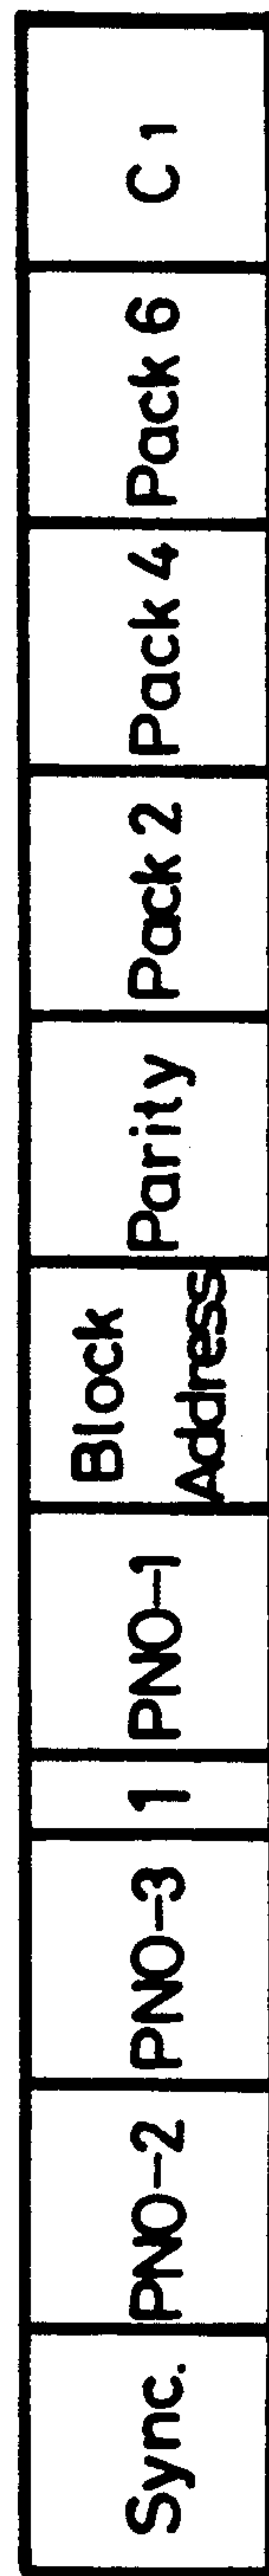 Sync.
PNO-2
PNO-3
1
PNO-1
Block
Address
Parity
Pack 2
Pack 4
Pack 6
C1